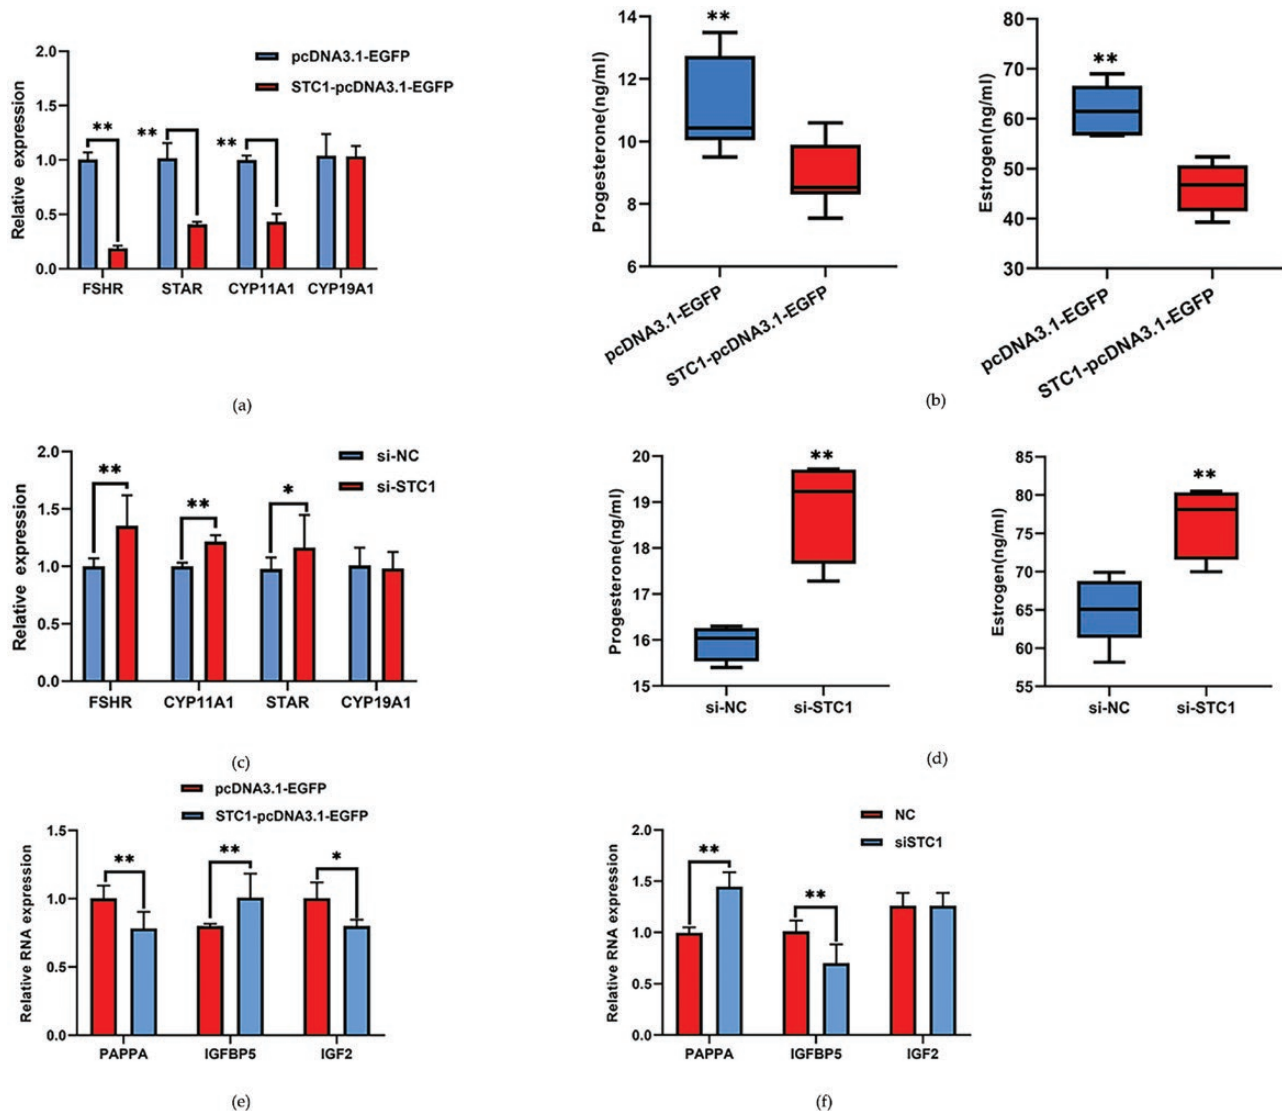 pcDNA3.1-EGFP
STC1-pcDNA3.1-EGFP
Relative expression
2.0
1.5
1.0
0.5
0.0
**
**
**
FSHR STAR CYP11A1 CYP19A1
(a)
Progesterone(ng/ml)
14
12
10
8
6
**
pcDNA3.1-EGFP
STC1-pcDNA3.1-EGFP
Estrogen(ng/ml)
80
70
60
50
40
30
**
pcDNA3.1-EGFP
STC1-pcDNA3.1-EGFP
(b)
si-NC
si-STC1
Relative expression
2.0
1.5
1.0
0.5
0.0
**
**
*
FSHR CYP11A1 STAR CYP19A1
(c)
Progesterone(ng/ml)
20
19
18
17
16
15
**
si-NC si-STC1
Estrogen(ng/ml)
85
80
75
70
65
60
55
**
si-NC si-STC1
(d)
pcDNA3.1-EGFP
STC1-pcDNA3.1-EGFP
Relative RNA expression
1.5
1.0
0.5
0.0
**
**
*
PAPPA IGFBP5 IGF2
(e)
NC
siSTC1
Relative RNA expression
2.0
1.5
1.0
0.5
0.0
**
**
PAPPA IGFBP5 IGF2
(f)